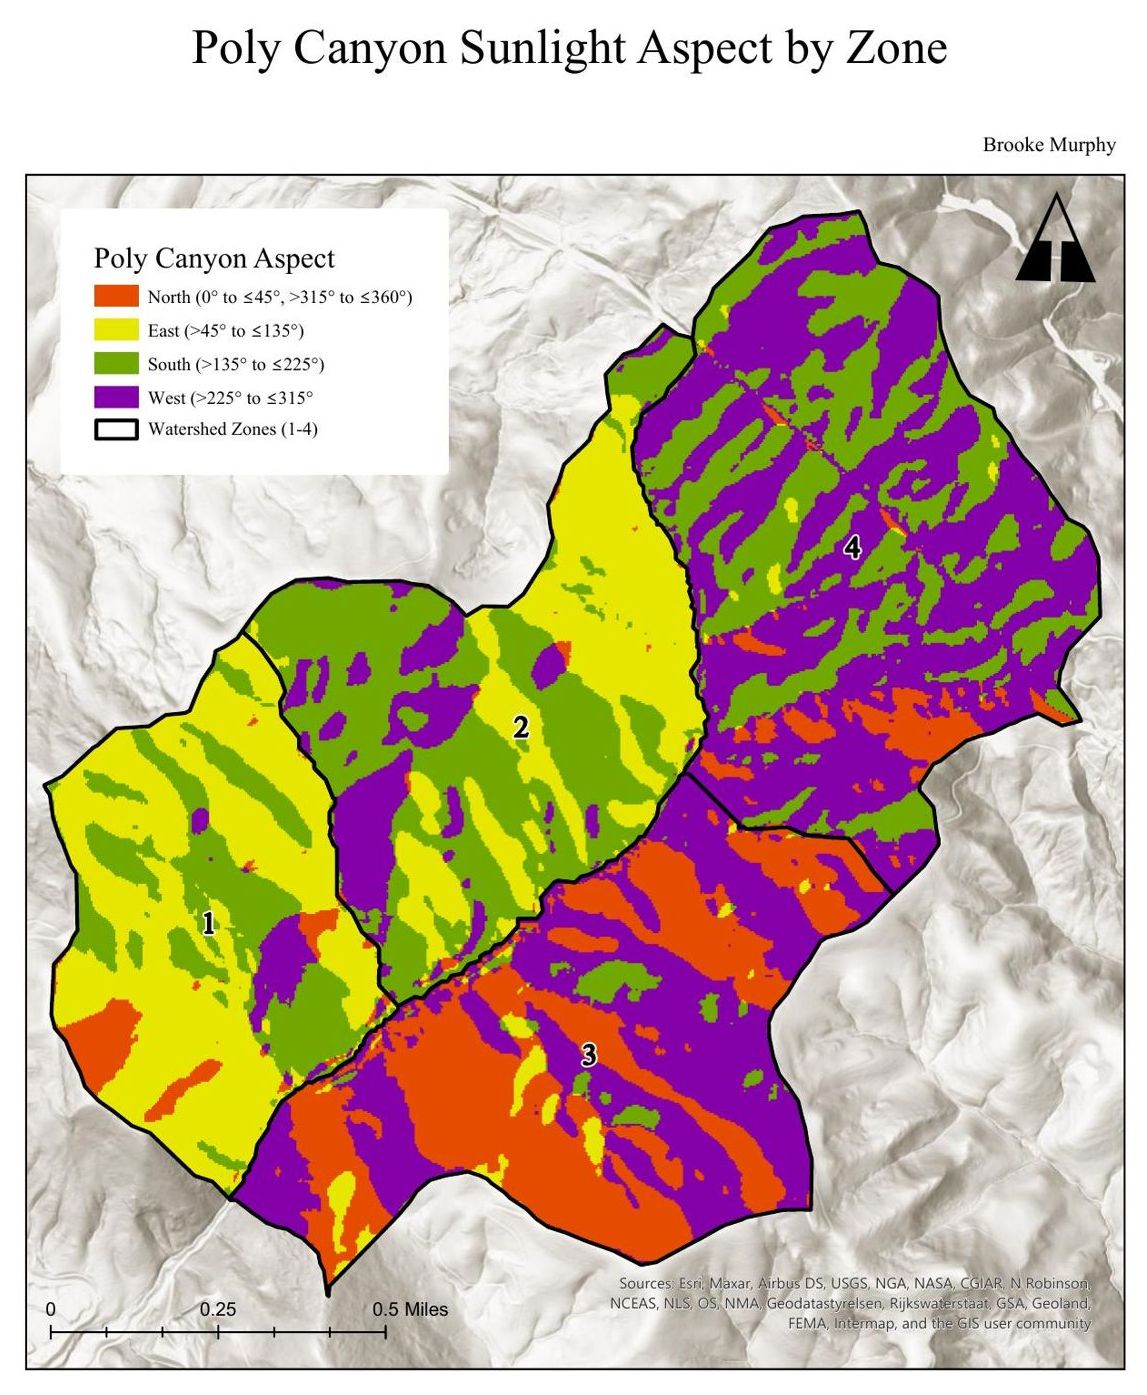 Poly Canyon Sunlight Aspect by Zone
Brooke Murphy
Poly Canyon Aspect
North (0° to ≤45°, >315° to ≤360°)
East (>45° to ≤135°)
South (>135° to ≤225°)
West (>225° to ≤315°
Watershed Zones (1-4)
4
2
1
3
0 0.25 0.5 Miles
Sources: Esri, Maxar, Airbus DS, USGS, NGA, NASA, CGIAR, N Robinson,
NCEAS, NLS, OS, NMA, Geodatastyrelsen, Rijkswaterstaat, GSA, Geoland,
FEMA, Intermap, and the GIS user community